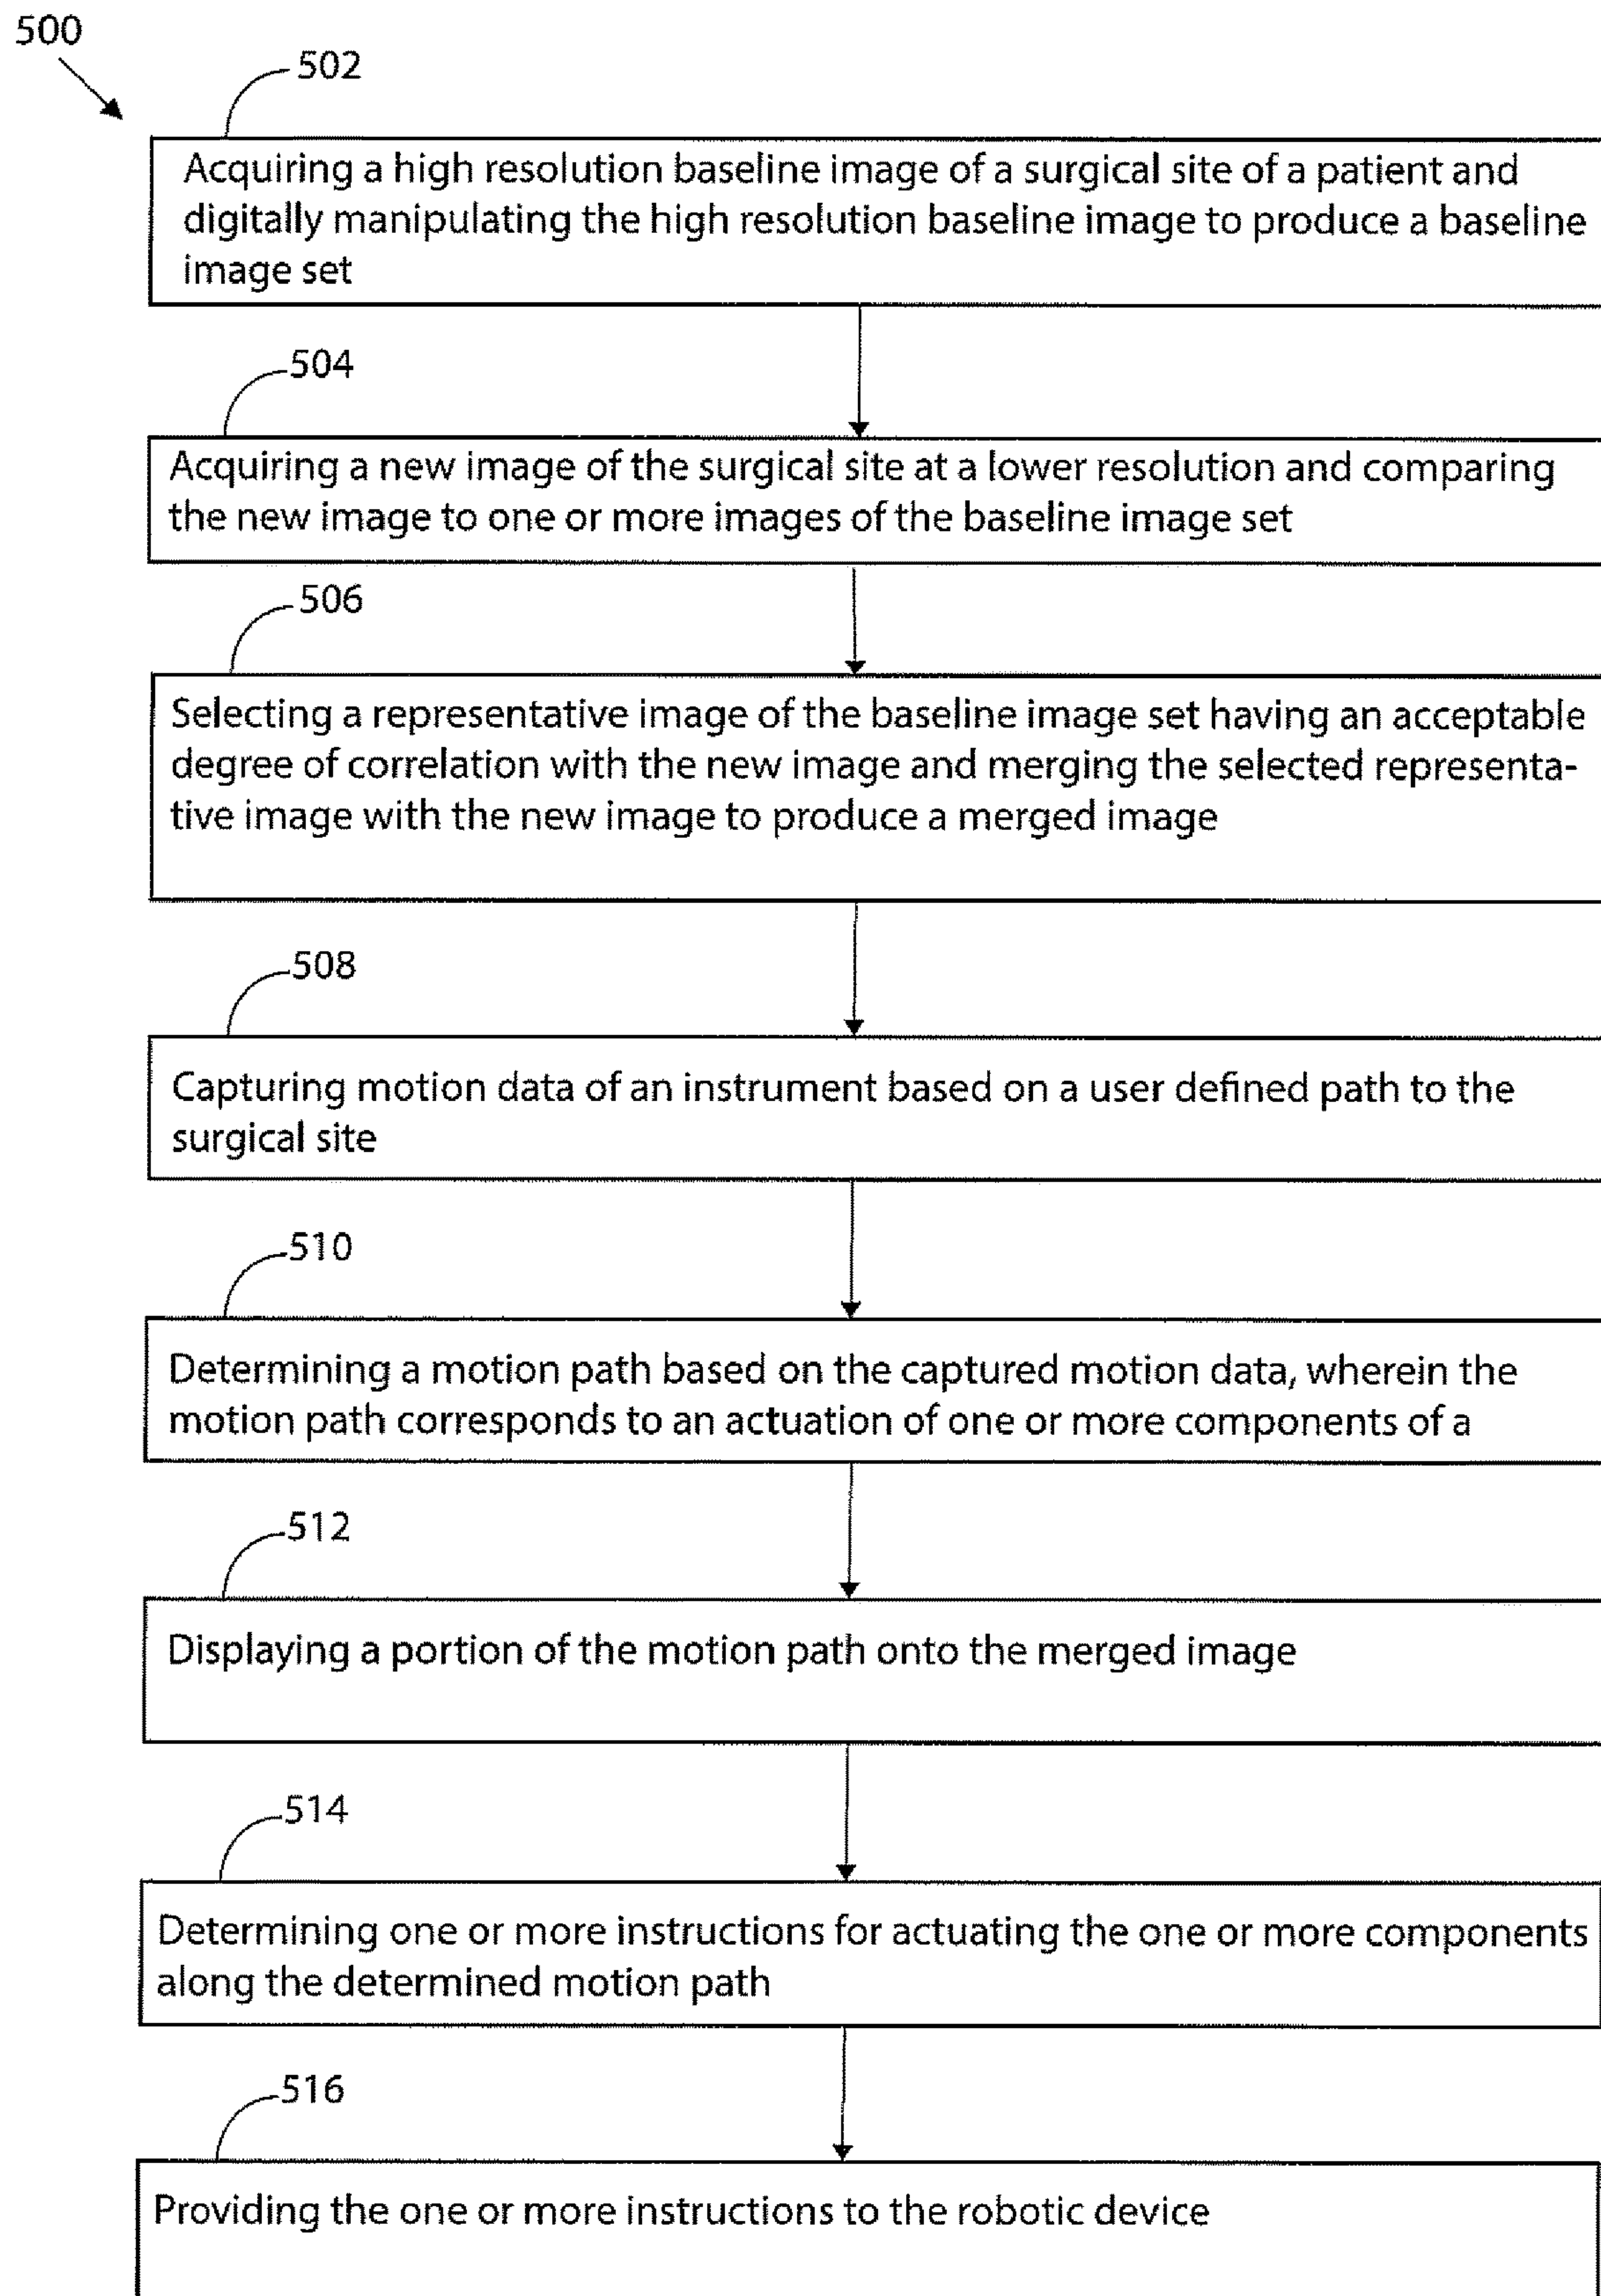 500
502
Acquiring a high resolution baseline image of a surgical site of a patient and
digitally manipulating the high resolution baseline image to produce a baseline
image set
504
Acquiring a new image of the surgical site at a lower resolution and comparing
the new image to one or more images of the baseline image set
506
Selecting a representative image of the baseline image set having an acceptable
degree of correlation with the new image and merging the selected representa-
tive image with the new image to produce a merged image
508
Capturing motion data of an instrument based on a user defined path to the
surgical site
510
Determining a motion path based on the captured motion data, wherein the
motion path corresponds to an actuation of one or more components of a
512
Displaying a portion of the motion path onto the merged image
514
Determining one or more instructions for actuating the one or more components
along the determined motion path
516
Providing the one or more instructions to the robotic device